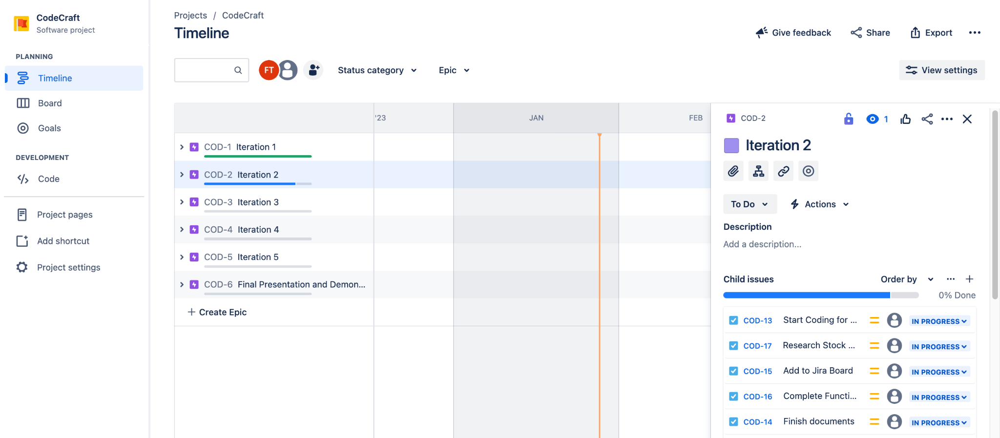 CodeCraft
Software project
PLANNING
Timeline
Board
Goals
DEVELOPMENT
Code
Project pages
Add shortcut
Project settings
Projects / CodeCraft
Timeline
Give feedback
Share
Export
FT
Status category
Epic
View settings
'23
JAN
FEB
COD-1 Iteration 1
COD-2 Iteration 2
COD-3 Iteration 3
COD-4 Iteration 4
COD-5 Iteration 5
COD-6 Final Presentation and Demon...
+ Create Epic
COD-2
1
Iteration 2
To Do
Actions
Description
Add a description...
Child issues
Order by
0% Done
COD-13 Start Coding for ... IN PROGRESS
COD-17 Research Stock ... IN PROGRESS
COD-15 Add to Jira Board IN PROGRESS
COD-16 Complete Functi... IN PROGRESS
COD-14 Finish documents IN PROGRESS